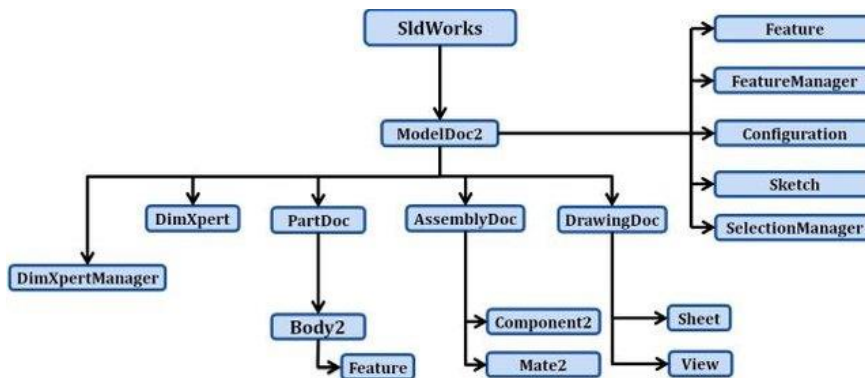 SldWorks
Feature
FeatureManager
ModelDoc2
Configuration
Sketch
DimXpert
PartDoc
AssemblyDoc
DrawingDoc
SelectionManager
DimXpertManager
Body2
Component2
Sheet
Feature
Mate2
View